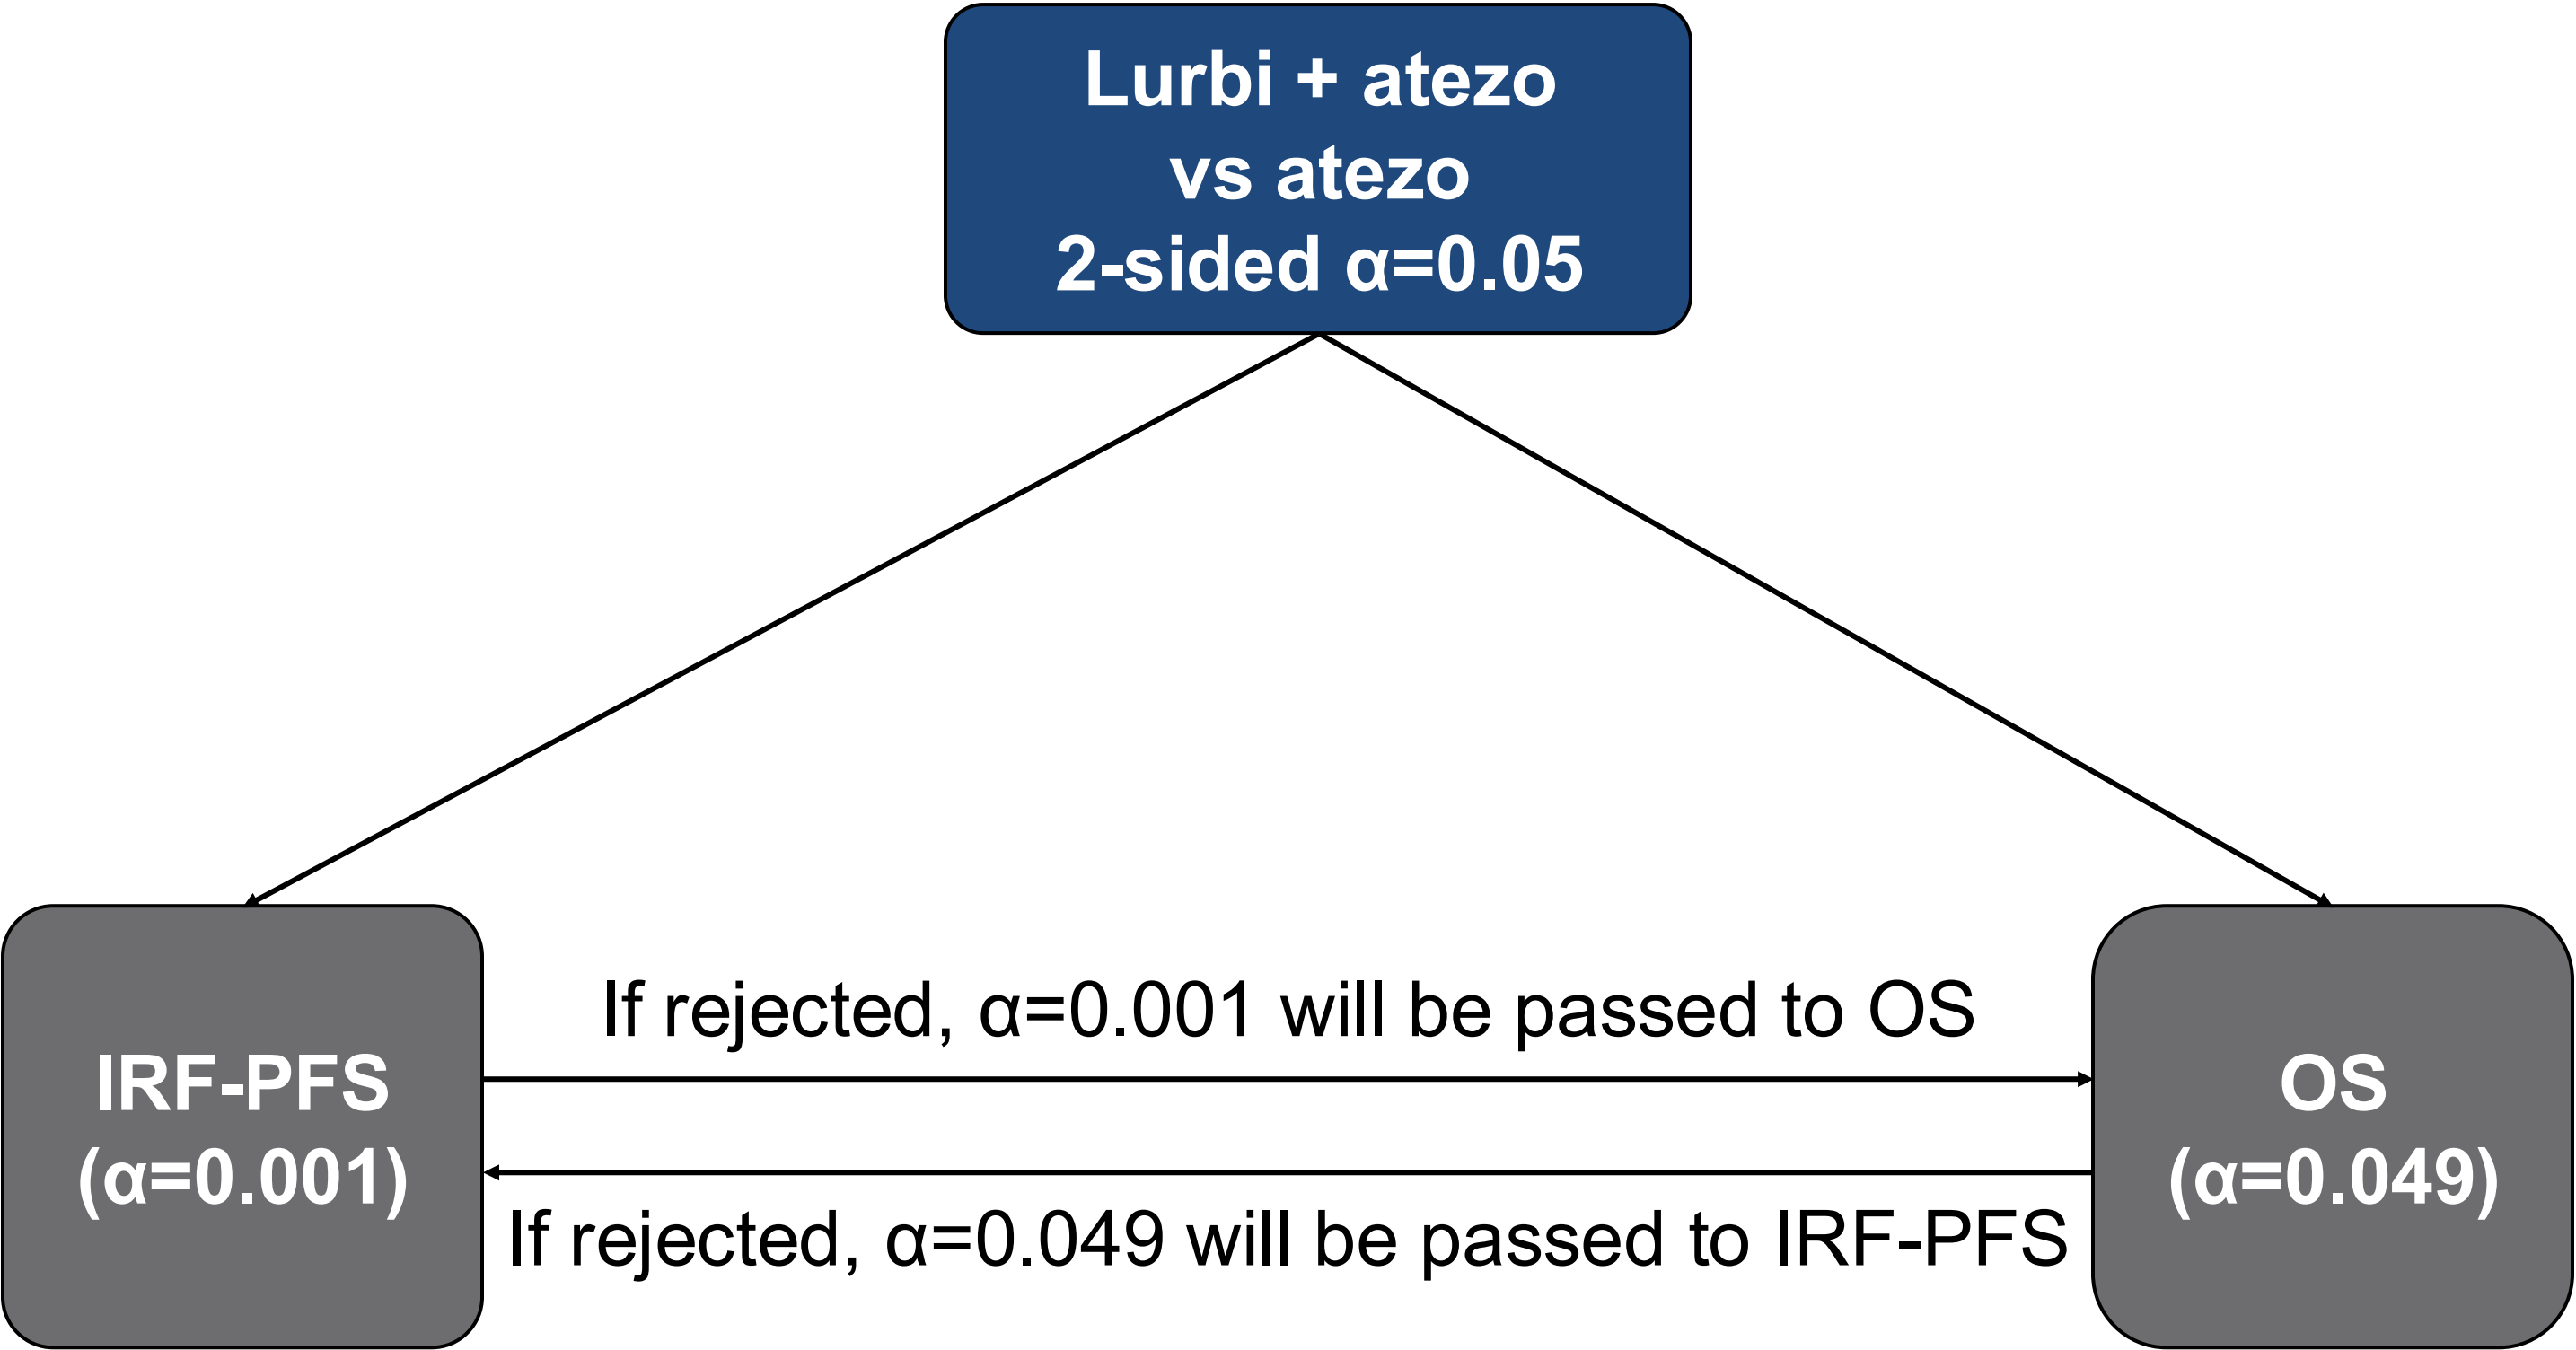 Lurbi + atezo
vs atezo
2-sided α=0.05
If rejected, α=0.001 will be passed to OS
IRF-PFS
(α=0.001)
OS
(α=0.049)
If rejected, α=0.049 will be passed to IRF-PFS